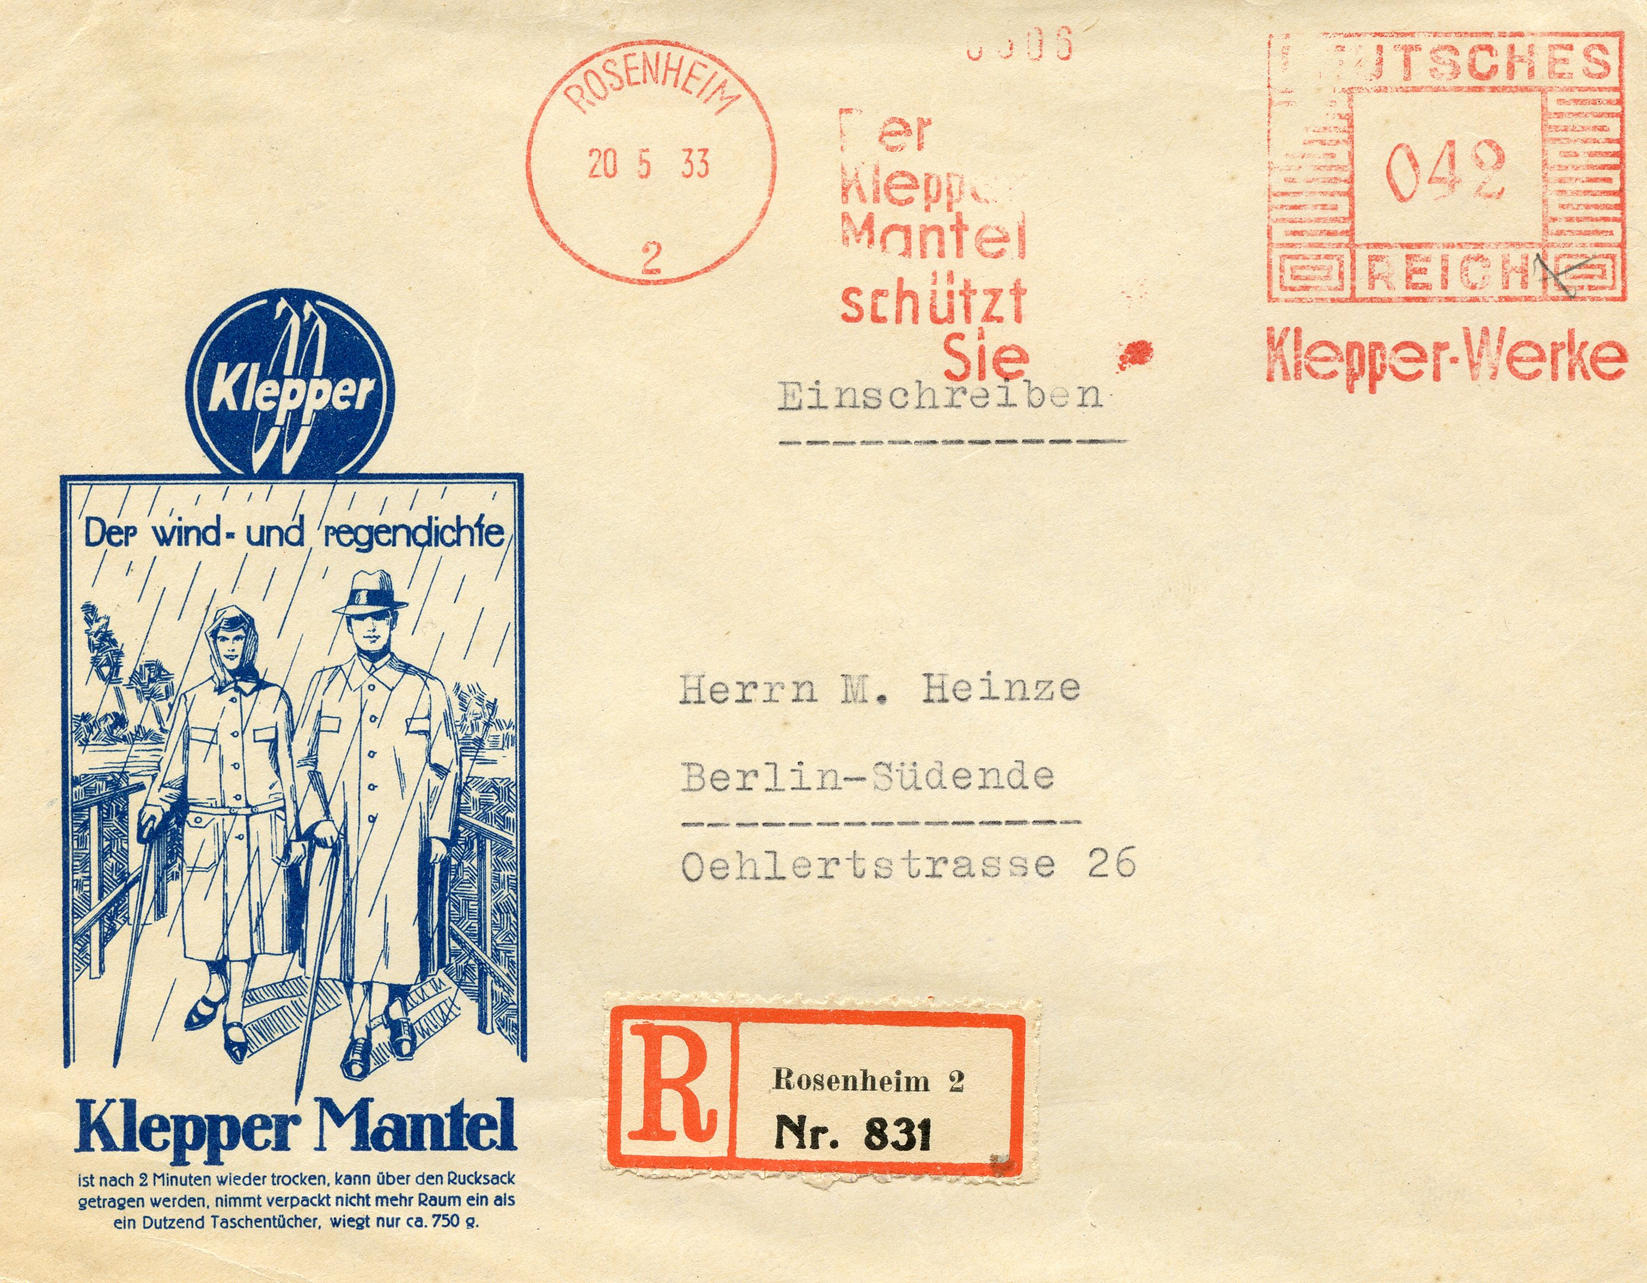 ROSENHEIM
20 5 33
2
Der
Klepper
Mantel
schützt
Sie
DEUTSCHES
042
REICH
Klepper-Werke
Einschreiben
Klepper
Der wind- und regendichte
Herrn M. Heinze
Berlin-Südende
Oehlertstrasse 26
R
Rosenheim 2
Nr. 831
Klepper Mantel
ist nach 2 Minuten wieder trocken, kann über den Rucksack
getragen werden, nimmt verpackt nicht mehr Raum ein als
ein Dutzend Taschentücher, wiegt nur ca. 750 g.